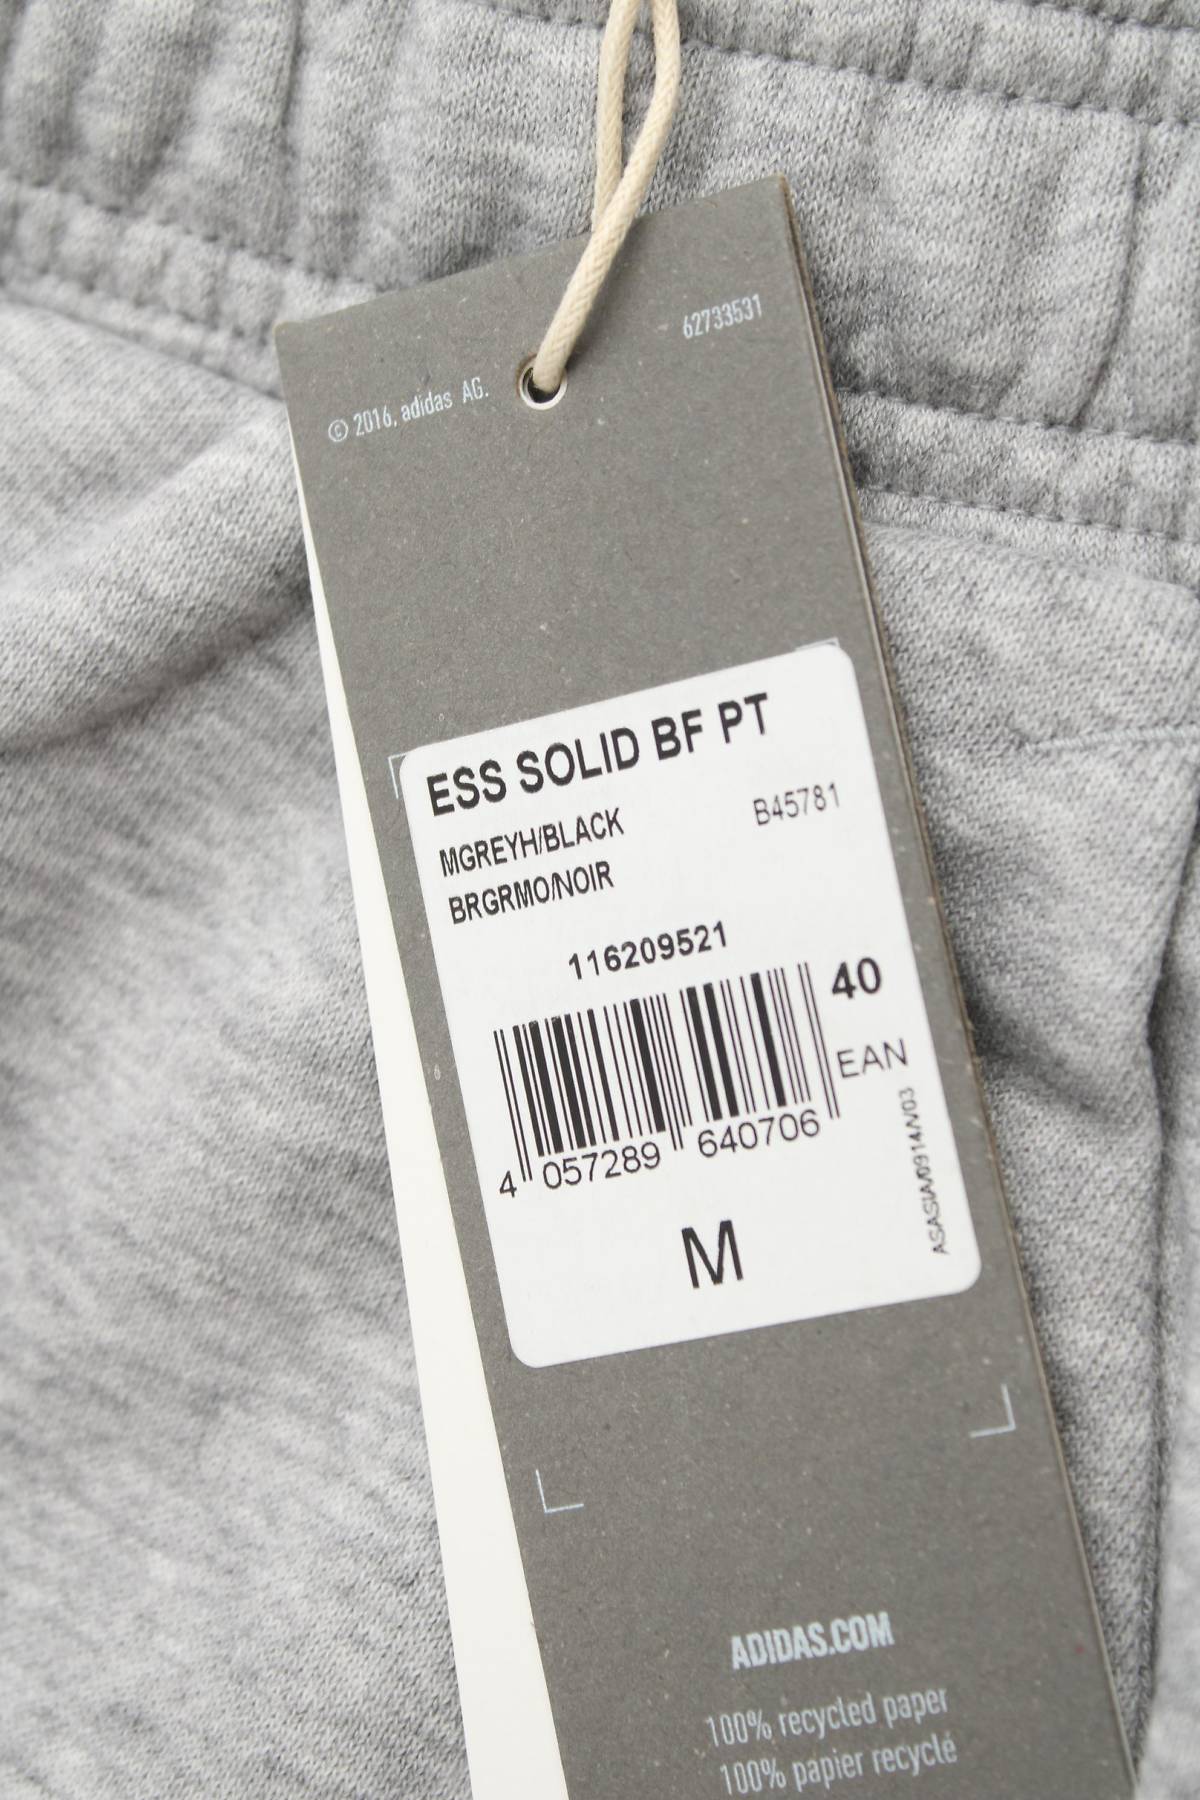 62733531
© 2016, adidas AG.
ESS SOLID BF PT
MGREYH/BLACK B45781
BRGRMO/NOIR
116209521
40
EAN
4 057289 640706
ASASIA/0914/V03
M
ADIDAS.COM
100% recycled paper
100% papier recyclé